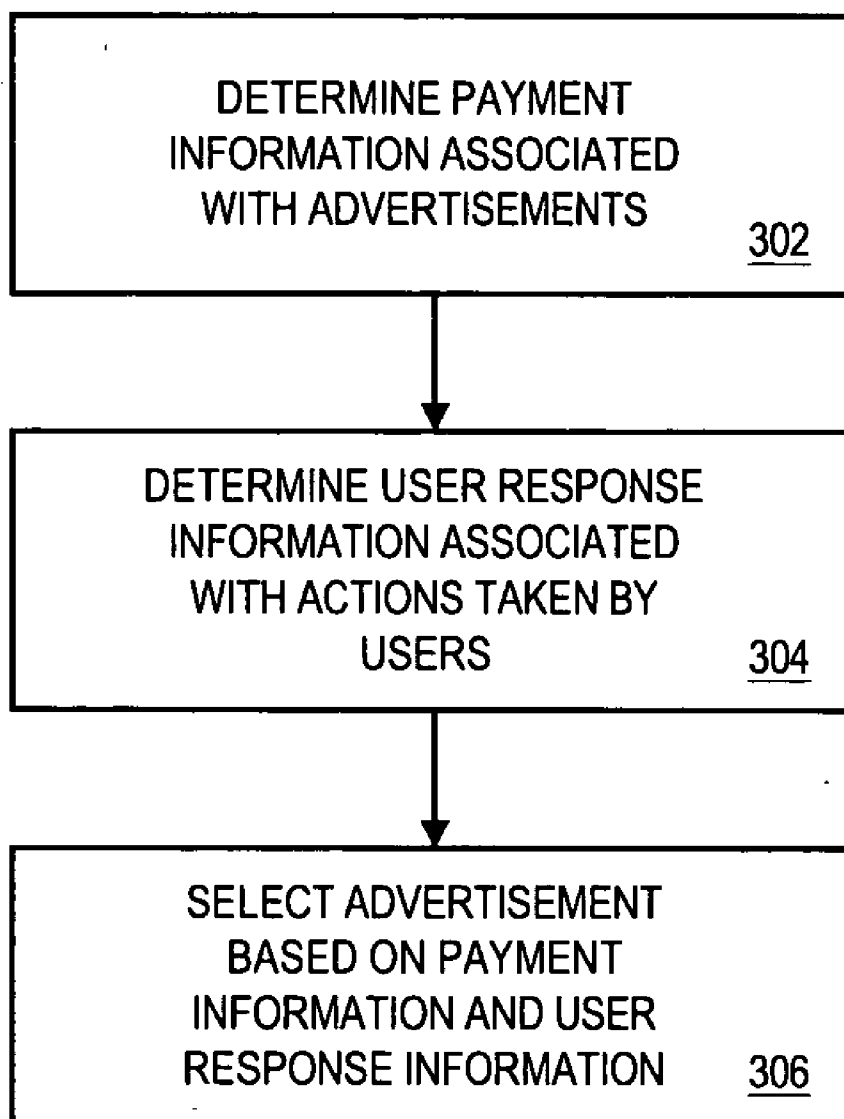 DETERMINE PAYMENT
INFORMATION ASSOCIATED
WITH ADVERTISEMENTS
302
DETERMINE USER RESPONSE
INFORMATION ASSOCIATED
WITH ACTIONS TAKEN BY
USERS
304
SELECT ADVERTISEMENT
BASED ON PAYMENT
INFORMATION AND USER
RESPONSE INFORMATION
306